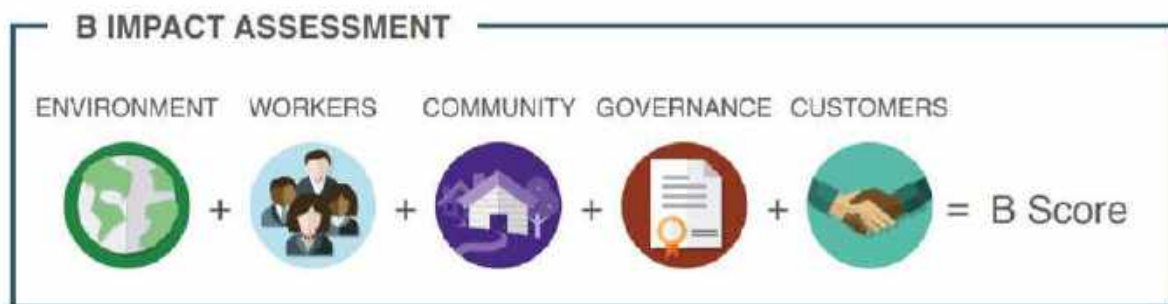 B IMPACT ASSESSMENT
ENVIRONMENT WORKERS COMMUNITY GOVERNANCE CUSTOMERS
+ + + + = B Score